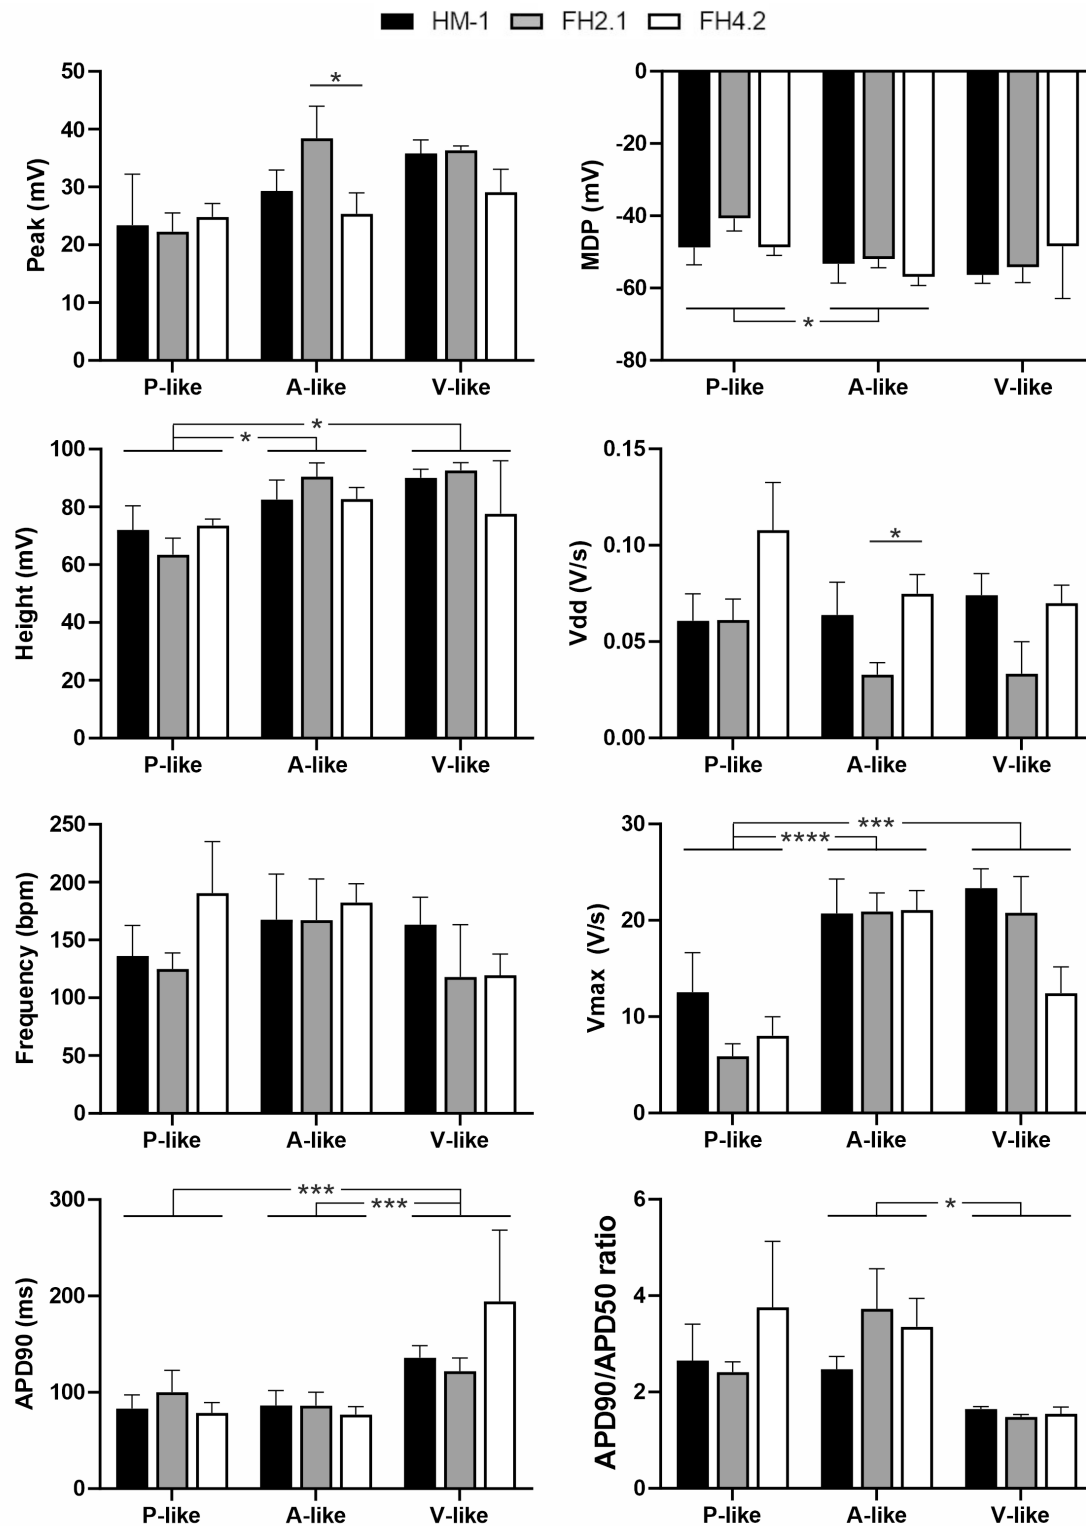 HM-1 FH2.1 FH4.2
Peak (mV)
50
40
30
20
10
0
*
P-like A-like V-like
MDP (mV)
0
-20
-40
-60
-80
*
P-like A-like V-like
Height (mV)
100
80
60
40
20
0
*
*
P-like A-like V-like
Vdd (V/s)
0.15
0.10
0.05
0.00
*
P-like A-like V-like
Frequency (bpm)
250
200
150
100
50
0
P-like A-like V-like
Vmax (V/s)
30
20
10
0
***
****
P-like A-like V-like
APD90 (ms)
300
200
100
0
***
***
P-like A-like V-like
APD90/APD50 ratio
6
4
2
0
*
P-like A-like V-like